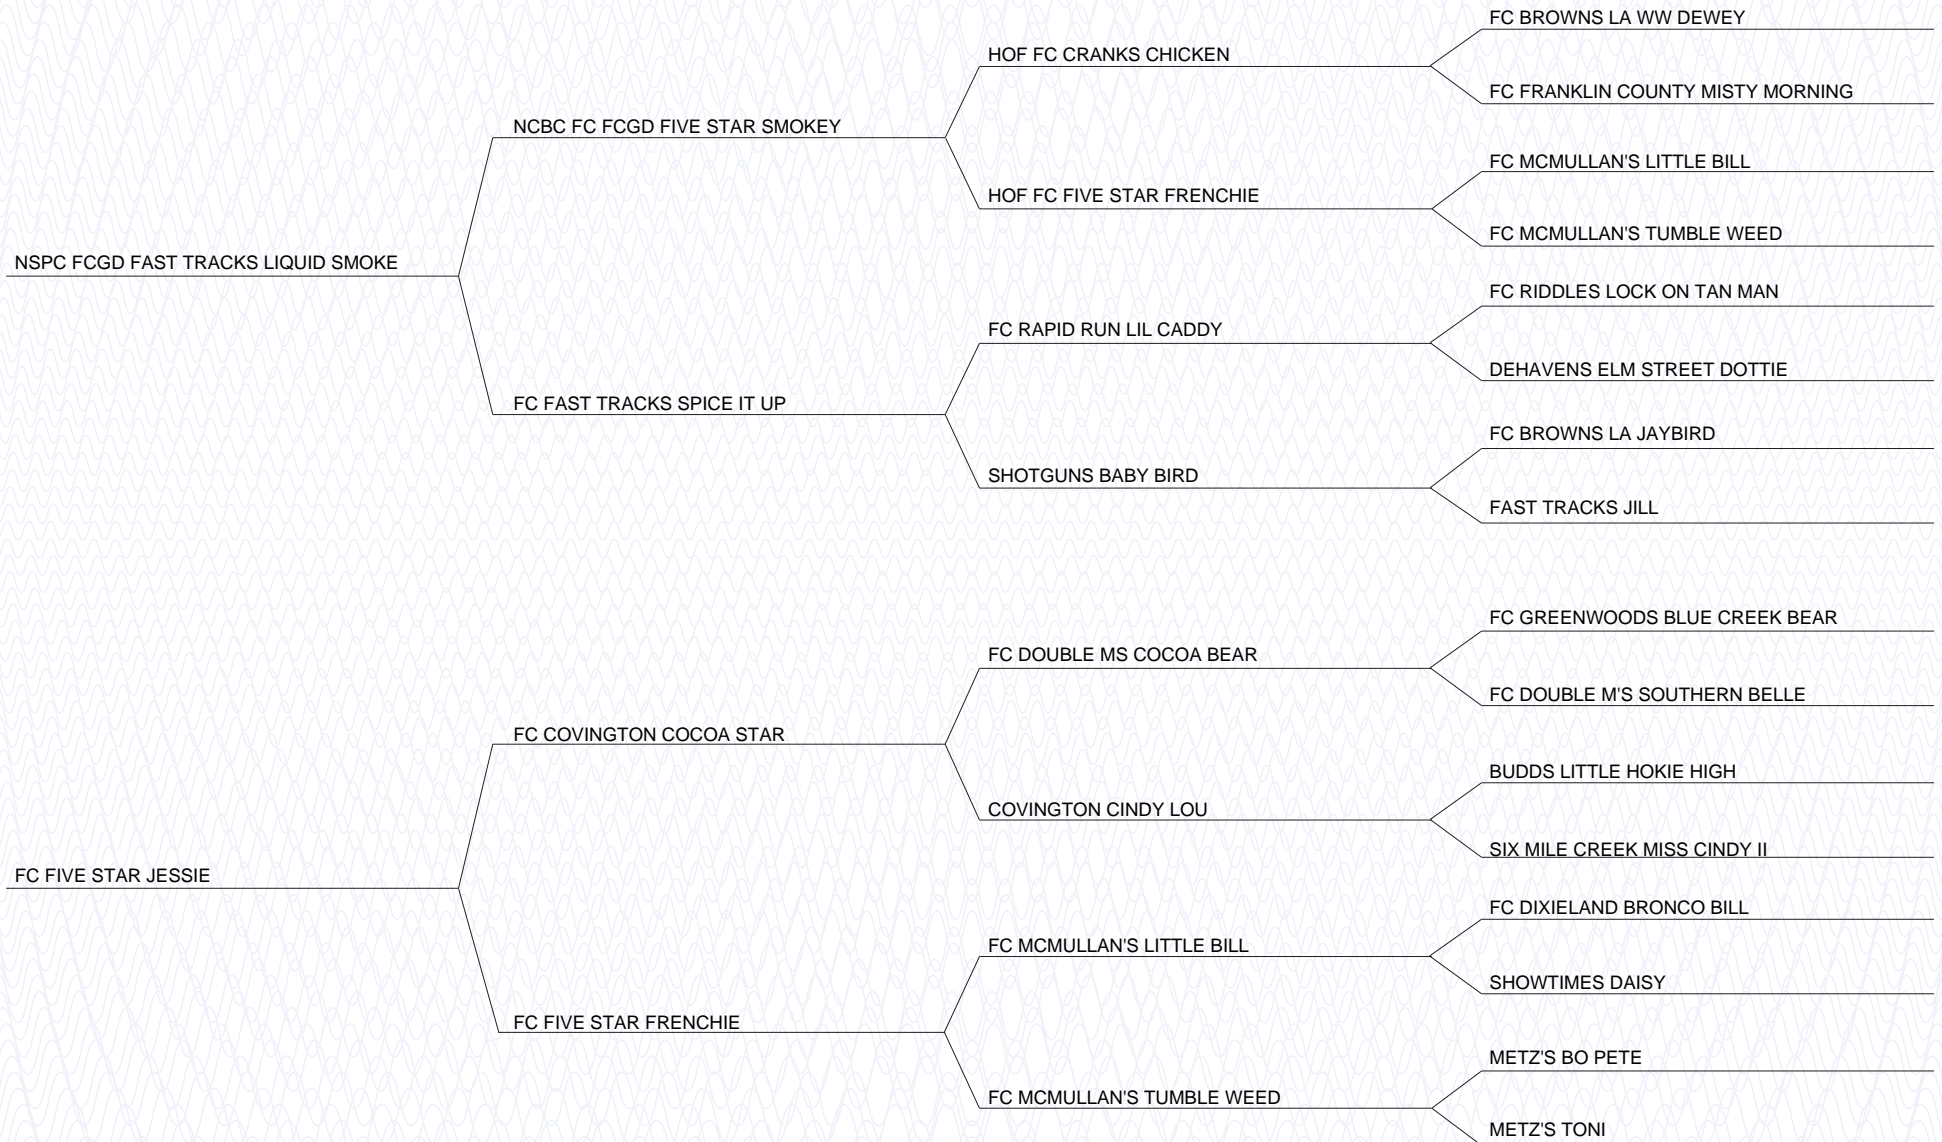 FC BROWNS LA WW DEWEY
HOF FC CRANKS CHICKEN
FC FRANKLIN COUNTY MISTY MORNING
NCBC FC FCGD FIVE STAR SMOKEY
FC MCMULLAN'S LITTLE BILL
HOF FC FIVE STAR FRENCHIE
FC MCMULLAN'S TUMBLE WEED
NSPC FCGD FAST TRACKS LIQUID SMOKE
FC RIDDLES LOCK ON TAN MAN
FC RAPID RUN LIL CADDY
DEHAVENS ELM STREET DOTTIE
FC FAST TRACKS SPICE IT UP
FC BROWNS LA JAYBIRD
SHOTGUNS BABY BIRD
FAST TRACKS JILL
FC GREENWOODS BLUE CREEK BEAR
FC DOUBLE MS COCOA BEAR
FC DOUBLE M'S SOUTHERN BELLE
FC COVINGTON COCOA STAR
BUDDS LITTLE HOKIE HIGH
COVINGTON CINDY LOU
SIX MILE CREEK MISS CINDY II
FC FIVE STAR JESSIE
FC DIXIELAND BRONCO BILL
FC MCMULLAN'S LITTLE BILL
SHOWTIMES DAISY
FC FIVE STAR FRENCHIE
METZ'S BO PETE
FC MCMULLAN'S TUMBLE WEED
METZ'S TONI